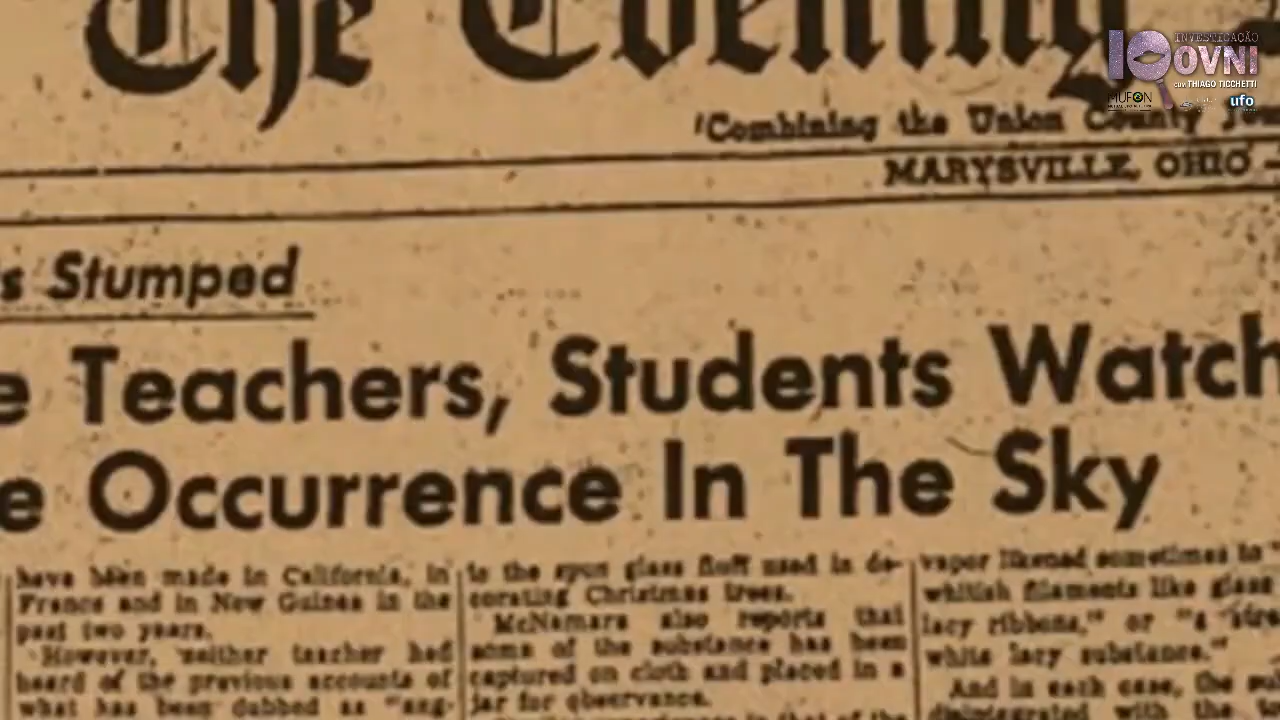 The Evening
INVESTIGAÇÃO
OVNI
COM THIAGO TICCHETTI
MUFON
ufo
"Combining the Union County
MARYSVILLE, OHIO -
s Stumped
e Teachers, Students Watch
e Occurrence In The Sky
have been made in California, in
France and in New Guinea in the
past two years.
However, neither teacher had
heard of the previous accounts of
what has been dubbed as "ang-
to the spun glass fluff used in de-
corating Christmas trees.
McNamara also reports that
some of the substance has been
captured on cloth and placed in a
jar for observance.
vapor likened sometimes to "
whitish filaments like glass
lacy ribbons," or "a
white lacy substance."
And in each case, the
disintegrated with the